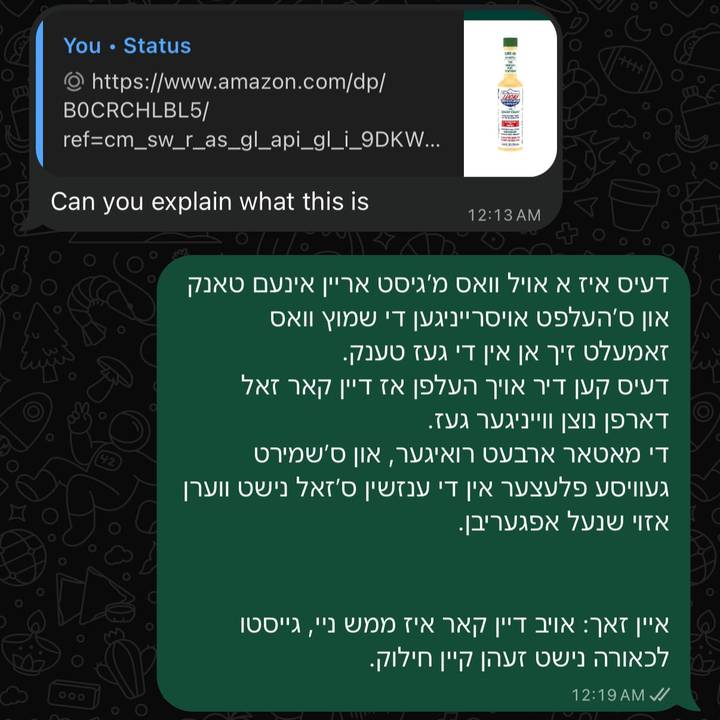 You • Status
https://www.amazon.com/dp/
B0CRCHLBL5/
ref=cm_sw_r_as_gl_api_gl_i_9DKW...
Can you explain what this is
12:13 AM
דעיס איז א אויל וואס מ'גיסט אריין אינעם טאנק
און ס'העלפט אויסרייניגען די שמוץ וואס
זאמעלט זיך אן אין די געז טענק.
דעיס קען דיר אויך העלפן אז דיין קאר זאל
דארפן נוצן ווייניגער געז.
די מאטאר ארבעט רואיגער, און ס'שמירט
געוויסע פלעצער אין די ענזשין ס'זאל נישט ווערן
אזוי שנעל אפגעריבן.
איין זאך: אויב דיין קאר איז ממש ניי, גייסטו
לכאורה נישט זעהן קיין חילוק.
12:19 AM